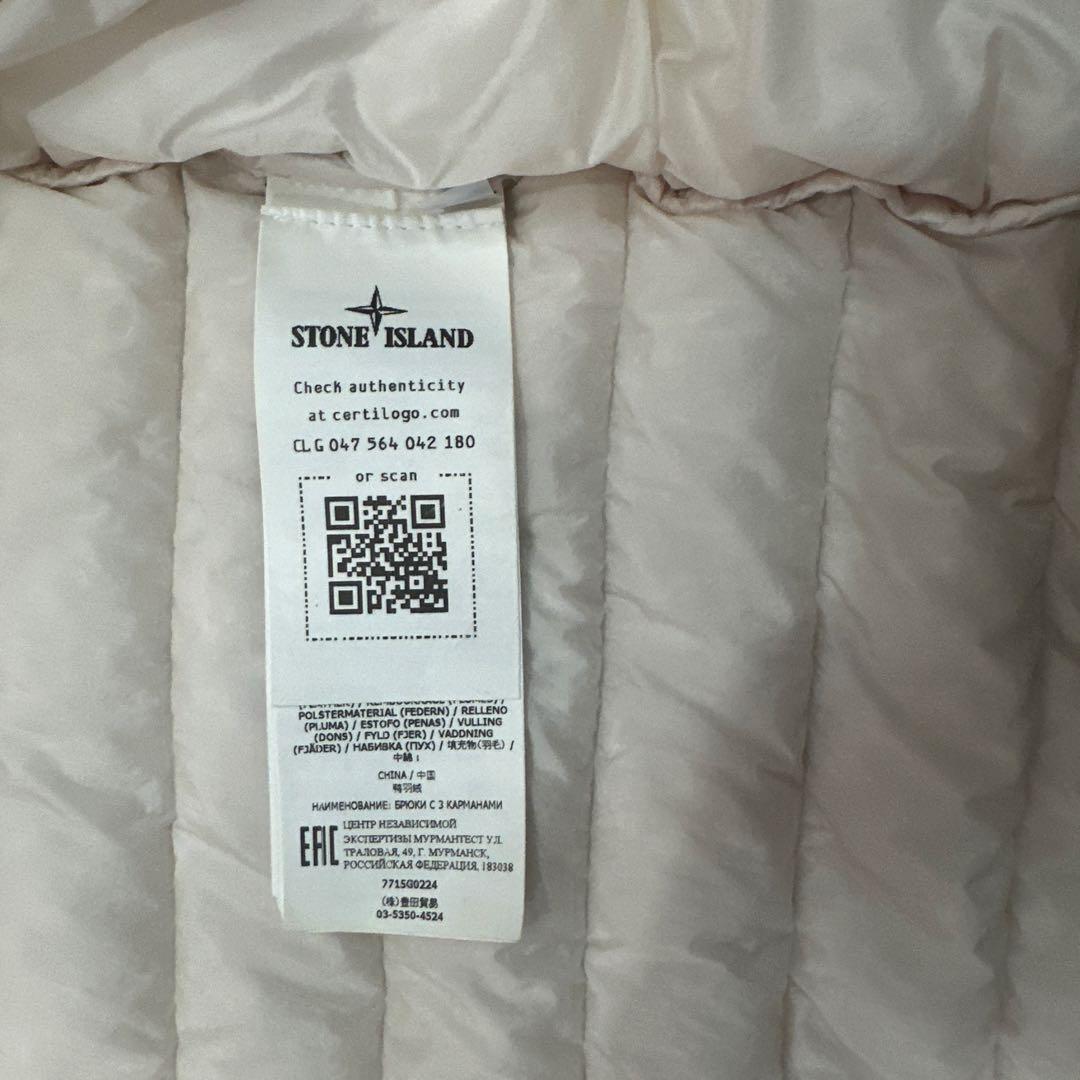 STONE ISLAND
Check authenticity
at certilogo.com
CLG 047 564 042 180
or scan
POLSTERMATERIAL (FEDERN) / RELLENO
(PLUMA) / ESTOFO (PENAS) / VULLING
(DONS) / FYLD (FJER) / VADDNING
(FJÄDER) / НАБИВКА (ПУХ) / 填充物(羽毛) /
中綿 :
CHINA / 中国
鸭羽绒
НАИМЕНОВАНИЕ: БРЮКИ С 3 КАРМАНАМИ
EAC
ЦЕНТР НЕЗАВИСИМОЙ
ЭКСПЕРТИЗЫ МУРМАНТЕСТ УЛ.
ТРАЛОВАЯ, 49, Г. МУРМАНСК,
РОССИЙСКАЯ ФЕДЕРАЦИЯ, 183038
7715G0224
(株)豊田貿易
03-5350-4524